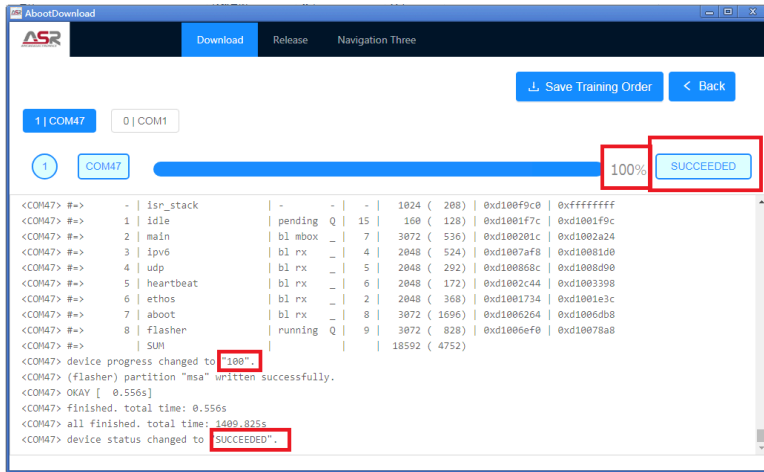 ASR AbootDownload
ASR
Download Release Navigation Three
Save Training Order < Back
1 | COM47 0 | COM1
1 COM47 100% SUCCEEDED
<COM47> #=> - | isr_stack | - - | - | 1024 ( 208) | 0xd100f9c0 | 0xffffffff
<COM47> #=> 1 | idle | pending Q | 15 | 160 ( 128) | 0xd1001f7c | 0xd1001f9c
<COM47> #=> 2 | main | bl mbox _ | 7 | 3072 ( 536) | 0xd100201c | 0xd1002a24
<COM47> #=> 3 | ipv6 | bl rx _ | 4 | 2048 ( 524) | 0xd1007af8 | 0xd10081d0
<COM47> #=> 4 | udp | bl rx _ | 5 | 2048 ( 292) | 0xd100868c | 0xd1008d90
<COM47> #=> 5 | heartbeat | bl rx _ | 6 | 2048 ( 172) | 0xd1002c44 | 0xd1003398
<COM47> #=> 6 | ethos | bl rx _ | 2 | 2048 ( 368) | 0xd1001734 | 0xd1001e3c
<COM47> #=> 7 | aboot | bl rx _ | 8 | 3072 ( 1696) | 0xd1006264 | 0xd1006db8
<COM47> #=> 8 | flasher | running Q | 9 | 3072 ( 828) | 0xd1006ef0 | 0xd10078a8
<COM47> #=> | SUM | | | 18592 ( 4752)
<COM47> device progress changed to "100".
<COM47> (flasher) partition "msa" written successfully.
<COM47> OKAY [ 0.556s]
<COM47> finished. total time: 0.556s
<COM47> all finished. total time: 1409.825s
<COM47> device status changed to "SUCCEEDED".